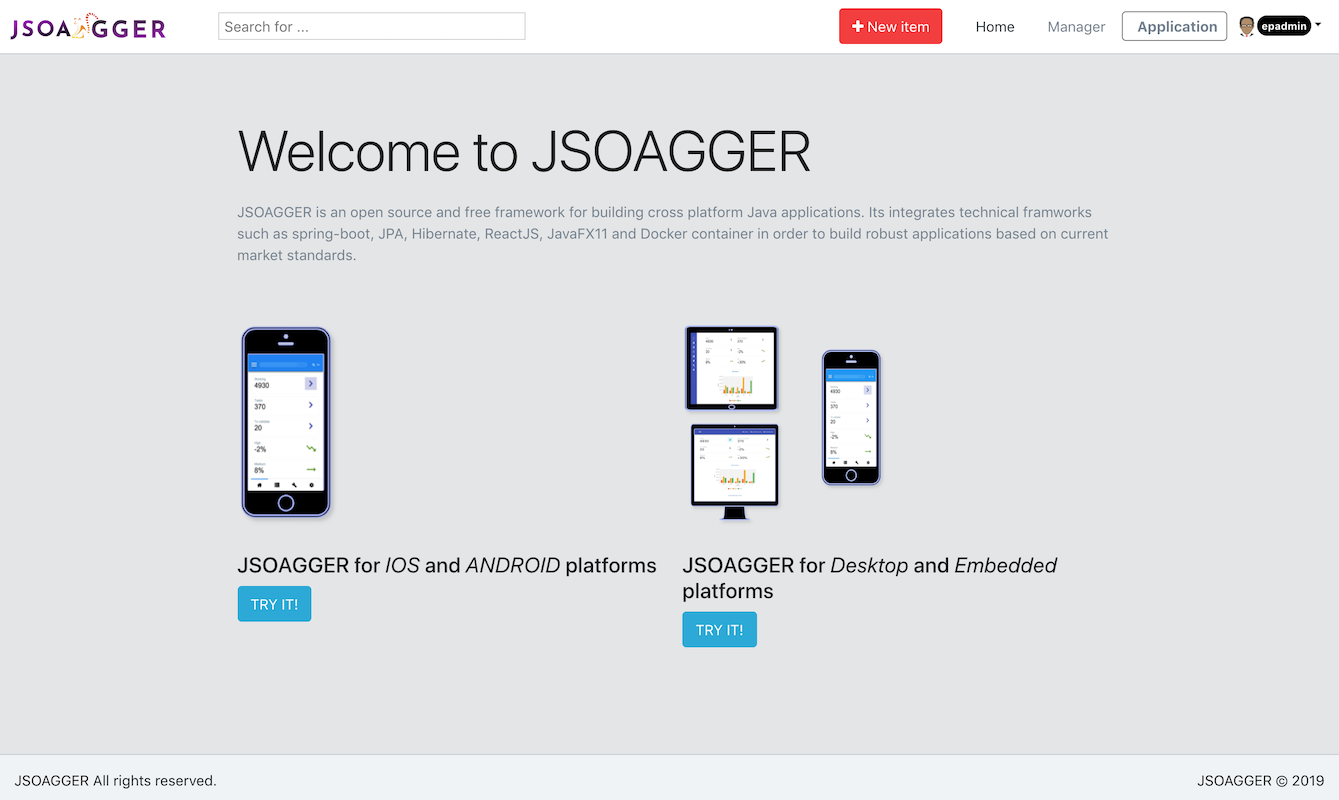 JSOAGGER
Search for ...
New item
Home
Manager
Application
epadmin
Welcome to JSOAGGER
JSOAGGER is an open source and free framework for building cross platform Java applications. Its integrates technical framworks
such as spring-boot, JPA, Hibernate, ReactJS, JavaFX11 and Docker container in order to build robust applications based on current
market standards.
4930
370
20
-2%
8%
JSOAGGER for IOS and ANDROID platforms
TRY IT!
JSOAGGER for Desktop and Embedded
platforms
TRY IT!
JSOAGGER All rights reserved.
JSOAGGER © 2019